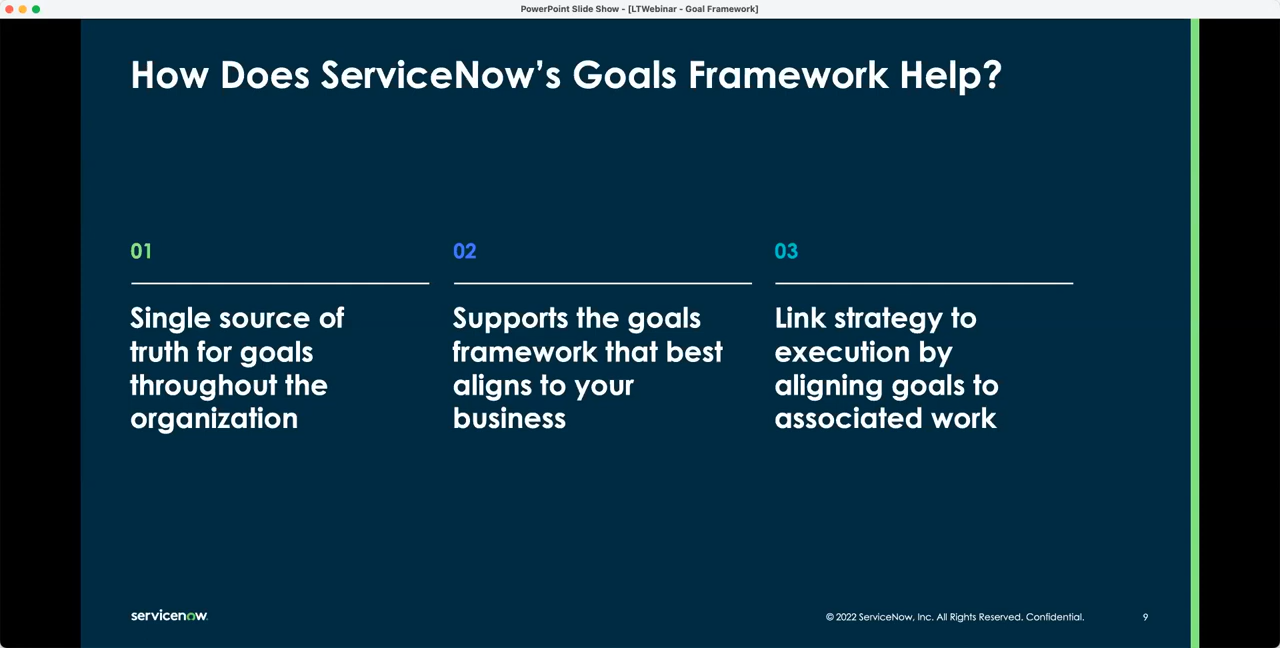 PowerPoint Slide Show - [LTWebinar - Goal Framework]
How Does ServiceNow’s Goals Framework Help?
01
Single source of
truth for goals
throughout the
organization
02
Supports the goals
framework that best
aligns to your
business
03
Link strategy to
execution by
aligning goals to
associated work
servicenow
© 2022 ServiceNow, Inc. All Rights Reserved. Confidential.
9